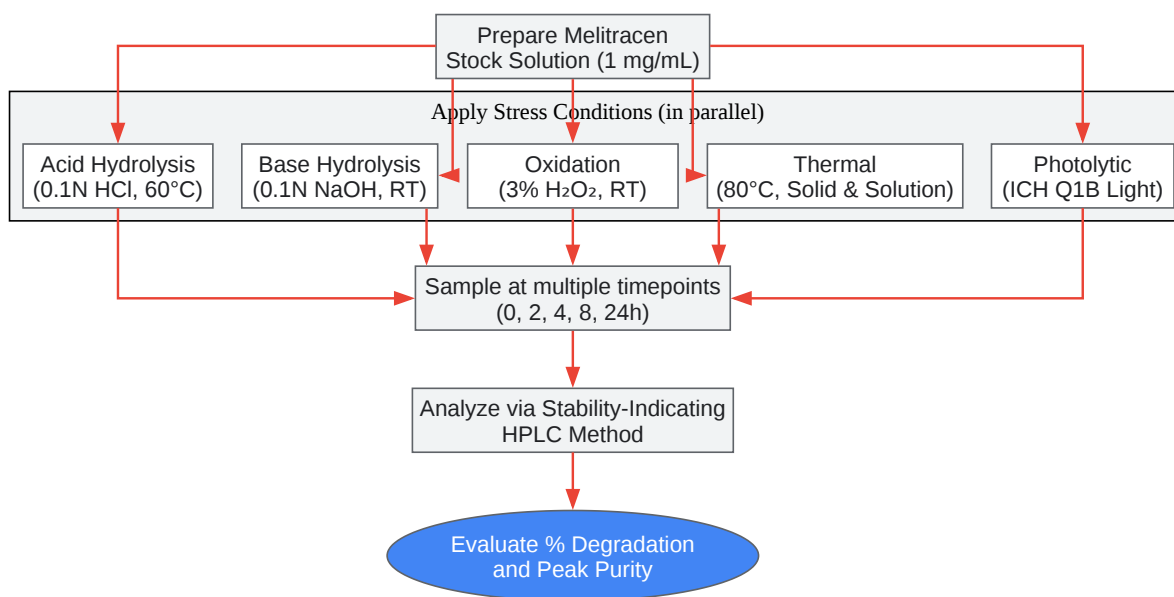 Prepare Melitracen
Stock Solution (1 mg/mL)
Apply Stress Conditions (in parallel)
Acid Hydrolysis
(0.1N HCl, 60°C)
Base Hydrolysis
(0.1N NaOH, RT)
Oxidation
(3% H₂O₂, RT)
Thermal
(80°C, Solid & Solution)
Photolytic
(ICH Q1B Light)
Sample at multiple timepoints
(0, 2, 4, 8, 24h)
Analyze via Stability-Indicating
HPLC Method
Evaluate % Degradation
and Peak Purity